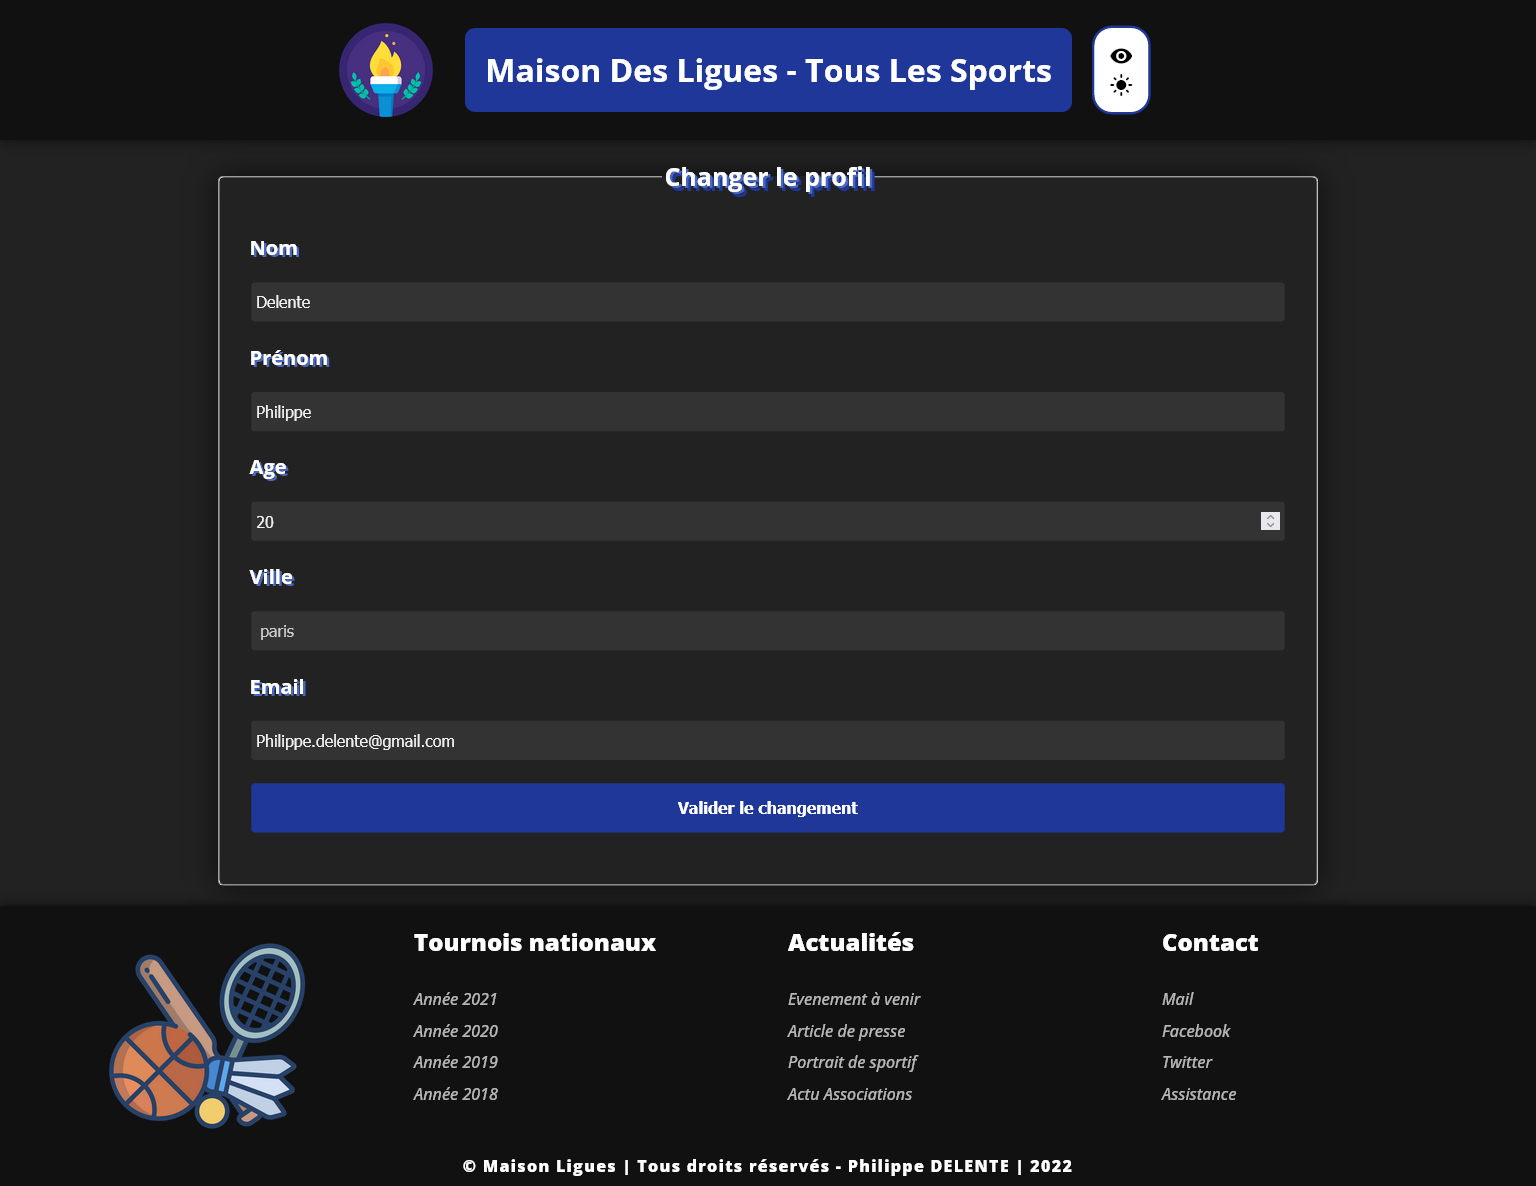 Maison Des Ligues - Tous Les Sports
Changer le profil
Nom
Delente
Prénom
Philippe
Age
20
Ville
paris
Email
Philippe.delente@gmail.com
Valider le changement
Tournois nationaux
Année 2021
Année 2020
Année 2019
Année 2018
Actualités
Evenement à venir
Article de presse
Portrait de sportif
Actu Associations
Contact
Mail
Facebook
Twitter
Assistance
© Maison Ligues | Tous droits réservés - Philippe DELENTE | 2022